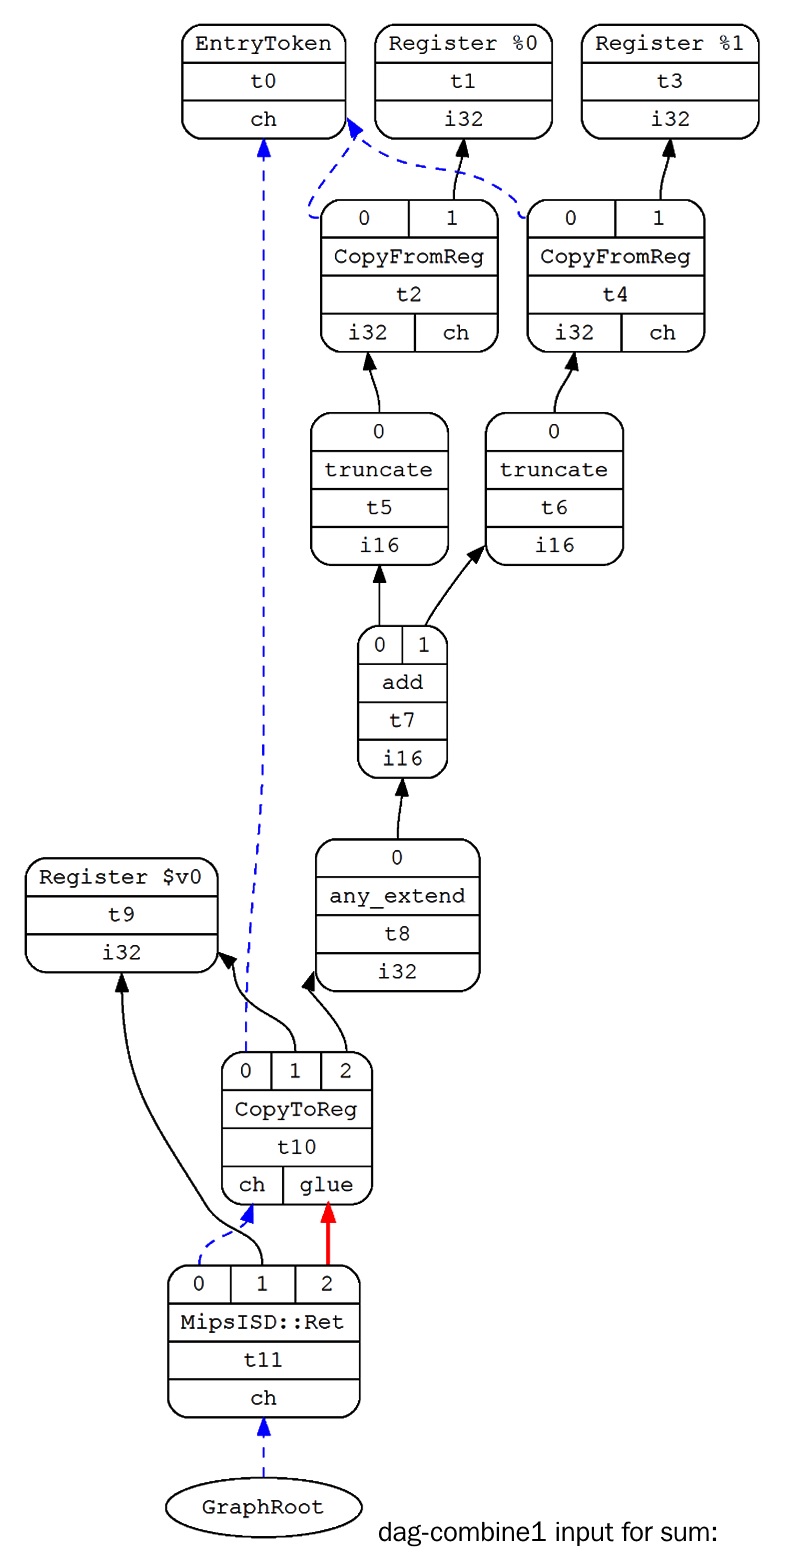 EntryToken
t0
ch
Register %0
t1
i32
Register %1
t3
i32
0 1
CopyFromReg
t2
i32 ch
0 1
CopyFromReg
t4
i32 ch
0
truncate
t5
i16
0
truncate
t6
i16
0 1
add
t7
i16
0
any_extend
t8
i32
Register $v0
t9
i32
0 1 2
CopyToReg
t10
ch glue
0 1 2
MipsISD::Ret
t11
ch
GraphRoot
dag-combine1 input for sum: